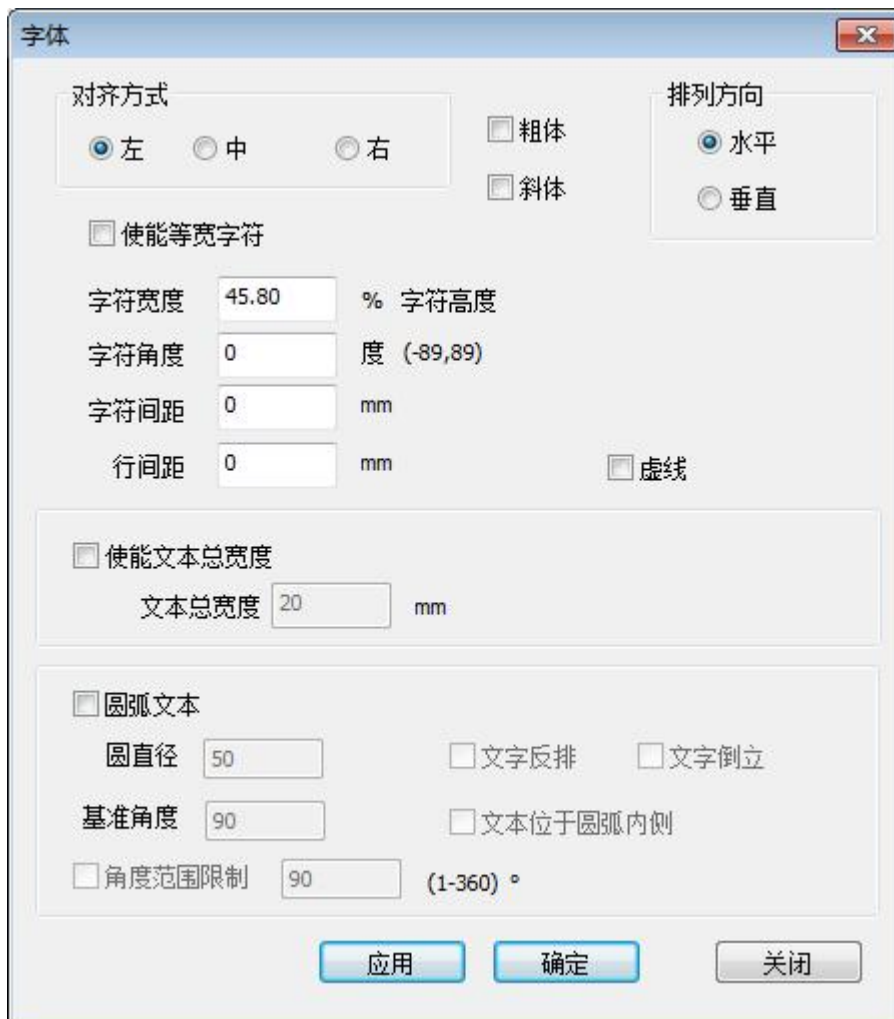 字体
对齐方式
左 中 右
粗体
斜体
排列方向
水平
垂直
使能等宽字符
字符宽度 45.80 % 字符高度
字符角度 0 度 (-89,89)
字符间距 0 mm
行间距 0 mm
虚线
使能文本总宽度
文本总宽度 20 mm
圆弧文本
圆直径 50 文字反排 文字倒立
基准角度 90 文本位于圆弧内侧
角度范围限制 90 (1-360) °
应用 确定 关闭